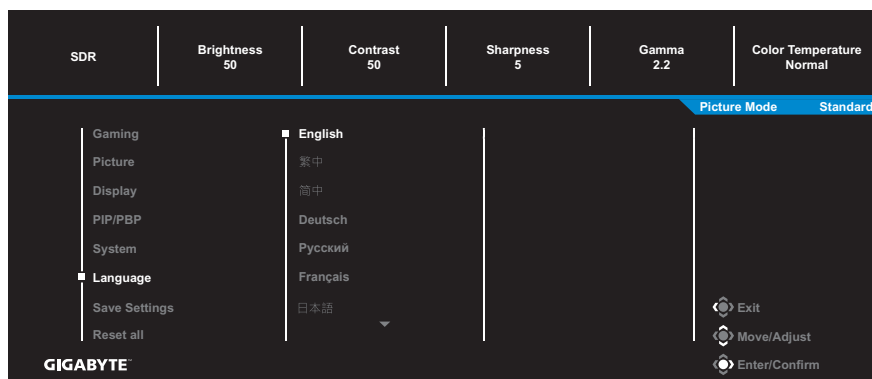 SDR
Brightness
50
Contrast
50
Sharpness
5
Gamma
2.2
Color Temperature
Normal
Picture Mode Standard
Gaming
Picture
Display
PIP/PBP
System
Language
Save Settings
Reset all
English
繁中
简中
Deutsch
Русский
Français
日本語
Exit
Move/Adjust
Enter/Confirm
GIGABYTE™